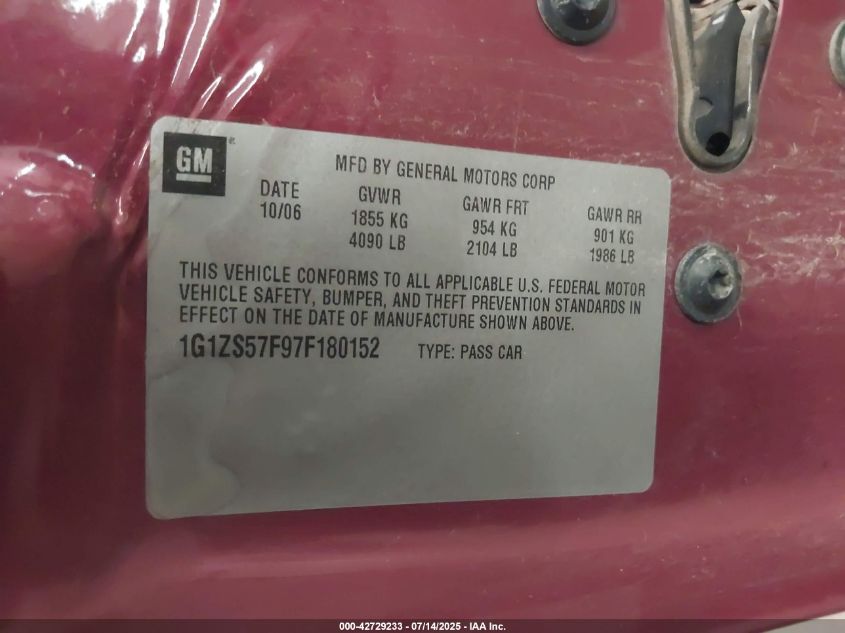 GM®
MFD BY GENERAL MOTORS CORP
DATE GVWR GAWR FRT GAWR RR
10/06 1855 KG 954 KG 901 KG
4090 LB 2104 LB 1986 LB
THIS VEHICLE CONFORMS TO ALL APPLICABLE U.S. FEDERAL MOTOR
VEHICLE SAFETY, BUMPER, AND THEFT PREVENTION STANDARDS IN
EFFECT ON THE DATE OF MANUFACTURE SHOWN ABOVE.
1G1ZS57F97F180152 TYPE: PASS CAR
000-42729233 - 07/14/2025 - IAA Inc.